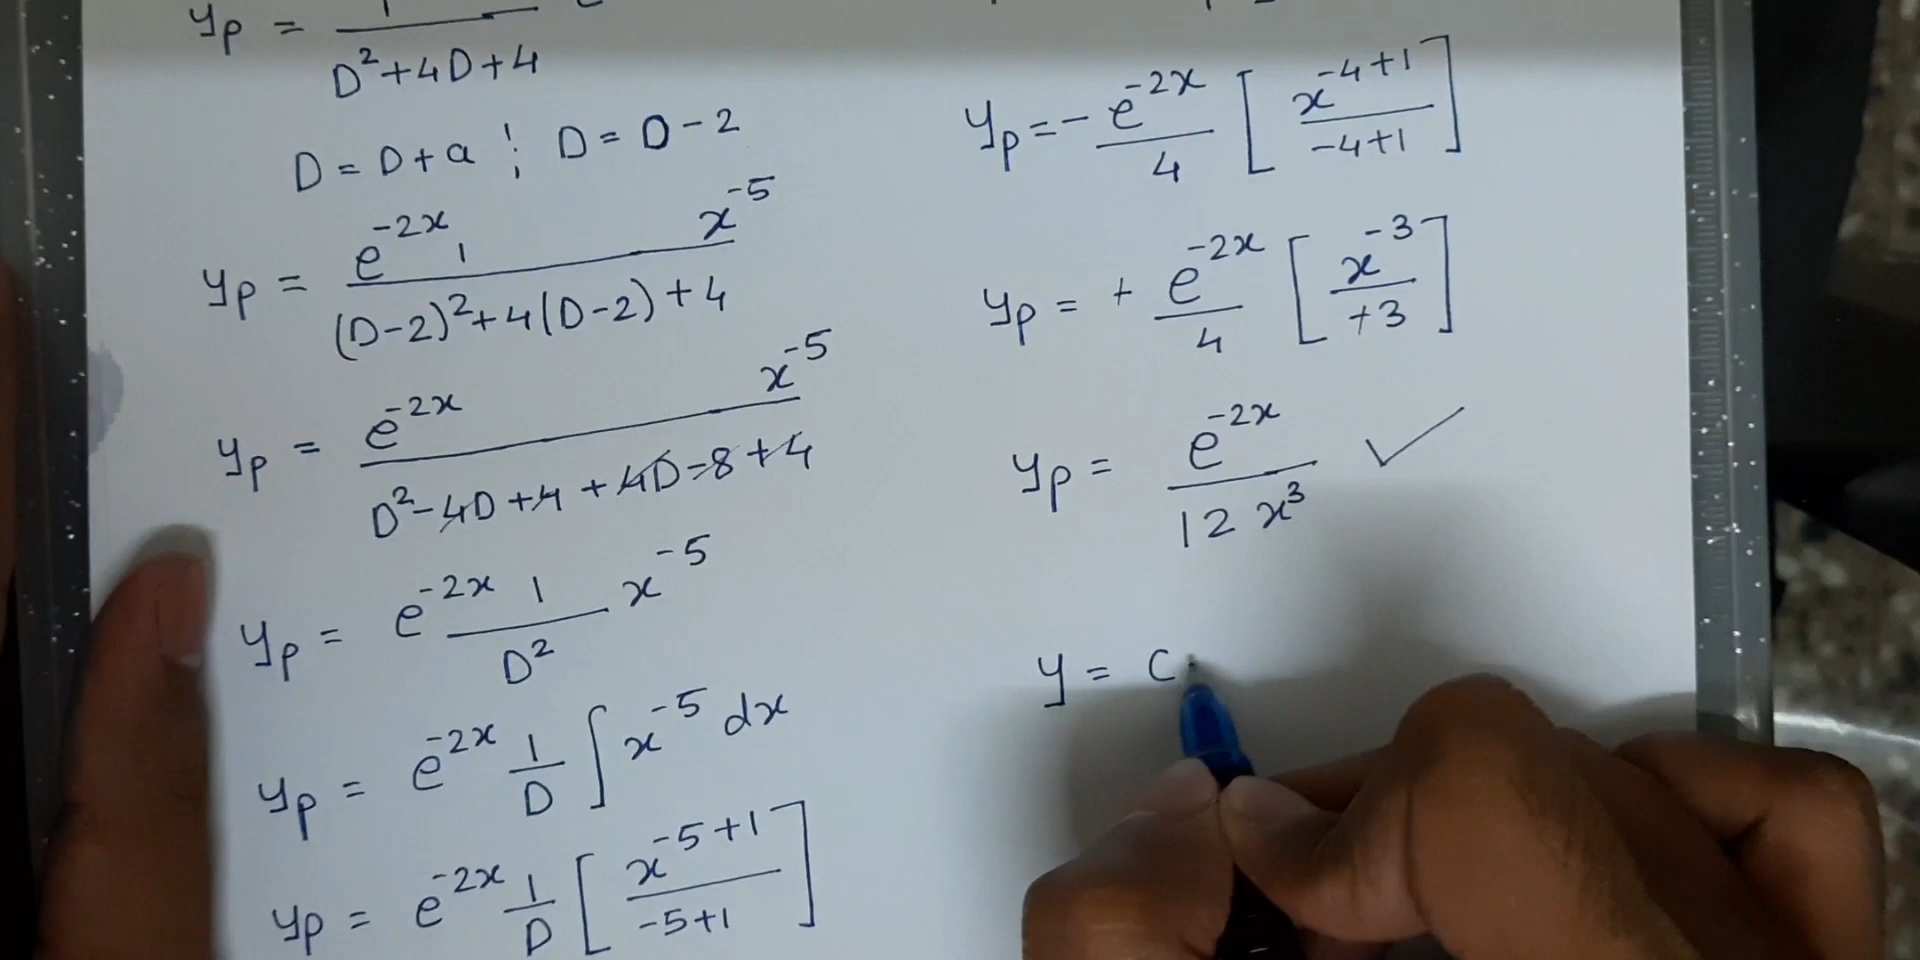 yp = 1/(D²+4D+4)
D = D+a ; D = D-2
yp = e^(-2x) 1/((D-2)²+4(D-2)+4) x^(-5)
yp = e^(-2x) x^(-5)/(D²-4D+4+4D-8+4)
yp = e^(-2x) 1/D² x^(-5)
yp = e^(-2x) 1/D ∫ x^(-5) dx
yp = e^(-2x) 1/D [x^(-5+1)/(-5+1)]
yp = - e^(-2x)/4 [x^(-4+1)/(-4+1)]
yp = + e^(-2x)/4 [x^(-3)/(+3)]
yp = e^(-2x)/(12 x³) ✓
y = C